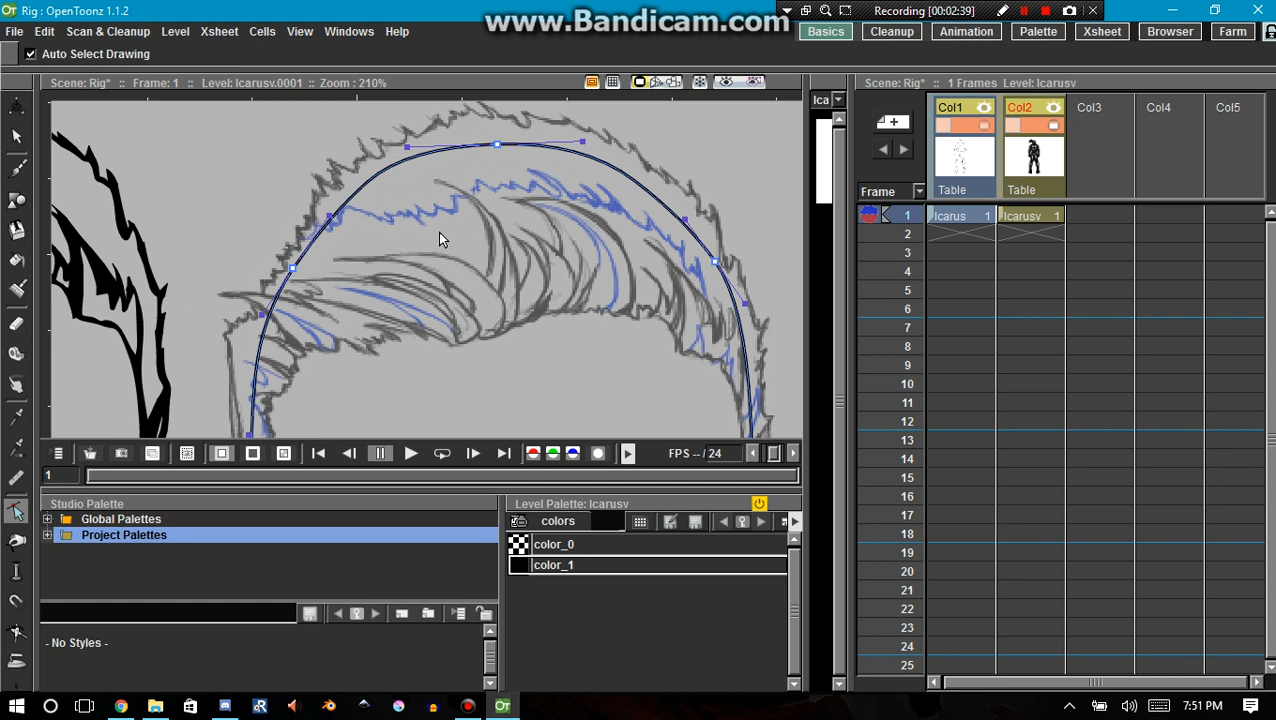 Rig : OpenToonz 1.1.2
www.Bandicam.com
Recording [00:02:39]
File Edit Scan & Cleanup Level Xsheet Cells View Windows Help
Basics Cleanup Animation Palette Xsheet Browser Farm
Auto Select Drawing
Scene: Rig* :: Frame: 1 :: Level: Icarusv.0001 :: Zoom : 210%
Scene: Rig* :: 1 Frames Level: Icarusv
Ica
Col1 Col2 Col3 Col4 Col5
Table Table
Frame
1 Icarus 1 Icarusv 1
2
3
4
5
6
7
8
9
10
11
12
13
14
15
16
17
18
19
20
21
22
23
24
25
FPS -- /24
1
Studio Palette
Global Palettes
Project Palettes
- No Styles -
Level Palette: Icarusv
colors
color_0
color_1
7:51 PM